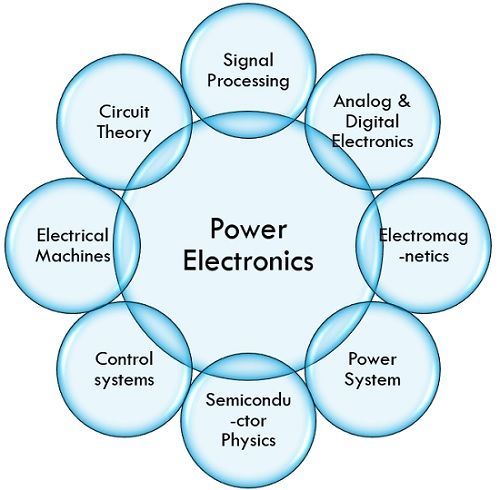 Signal
Processing
Analog &
Digital
Electronics
Electromag
-netics
Power
System
Semicondu
-ctor
Physics
Control
systems
Electrical
Machines
Circuit
Theory
Power
Electronics